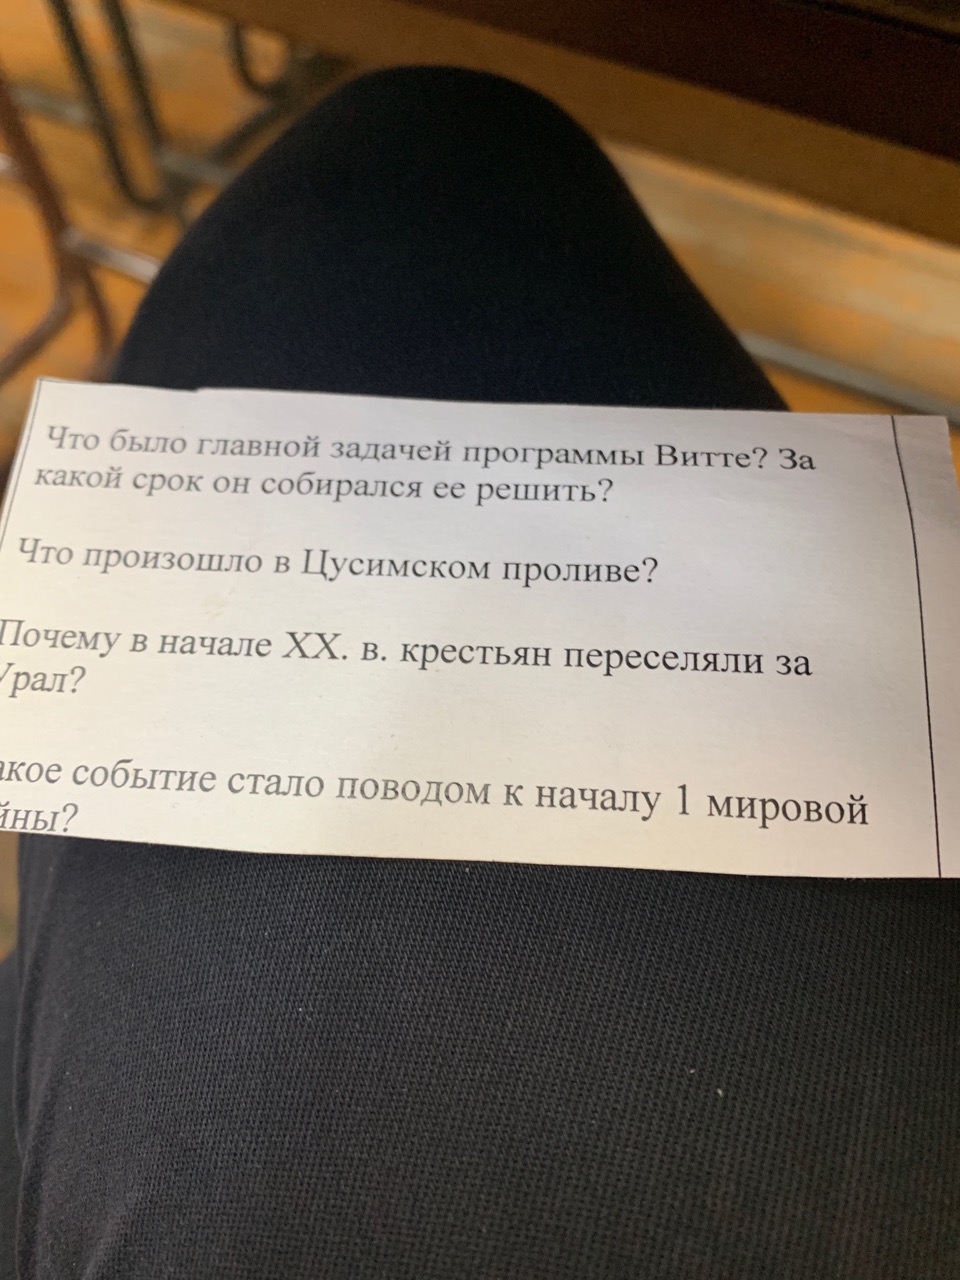 Что было главной задачей программы Витте? За
какой срок он собирался ее решить?
Что произошло в Цусимском проливе?
Почему в начале XX. в. крестьян переселяли за
Урал?
акое событие стало поводом к началу 1 мировой
йны?